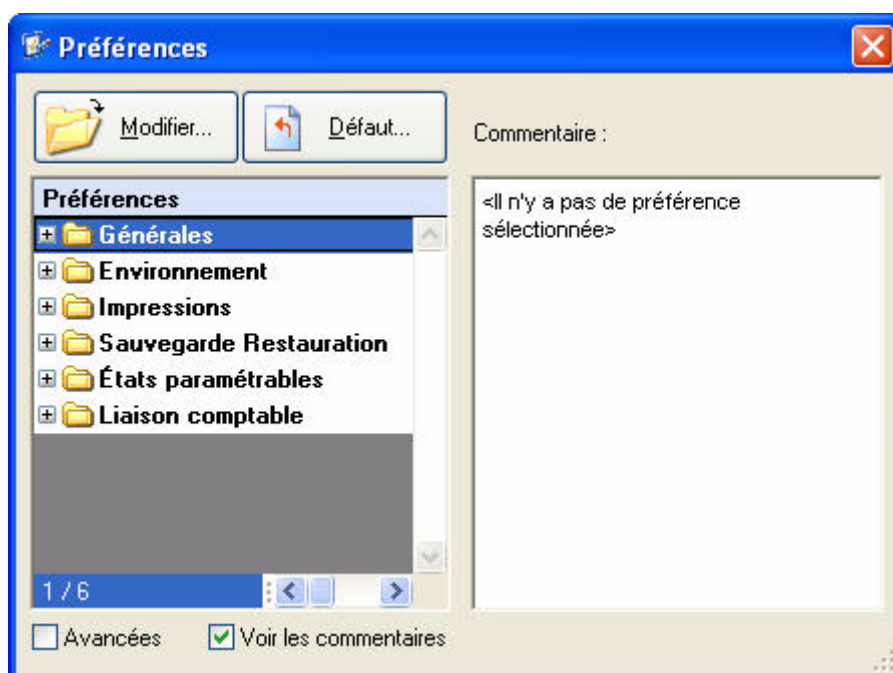 Préférences
Modifier...
Défaut...
Commentaire :
Préférences
Générales
Environnement
Impressions
Sauvegarde Restauration
États paramétrables
Liaison comptable
1 / 6
<Il n'y a pas de préférence
sélectionnée>
Avancées
Voir les commentaires